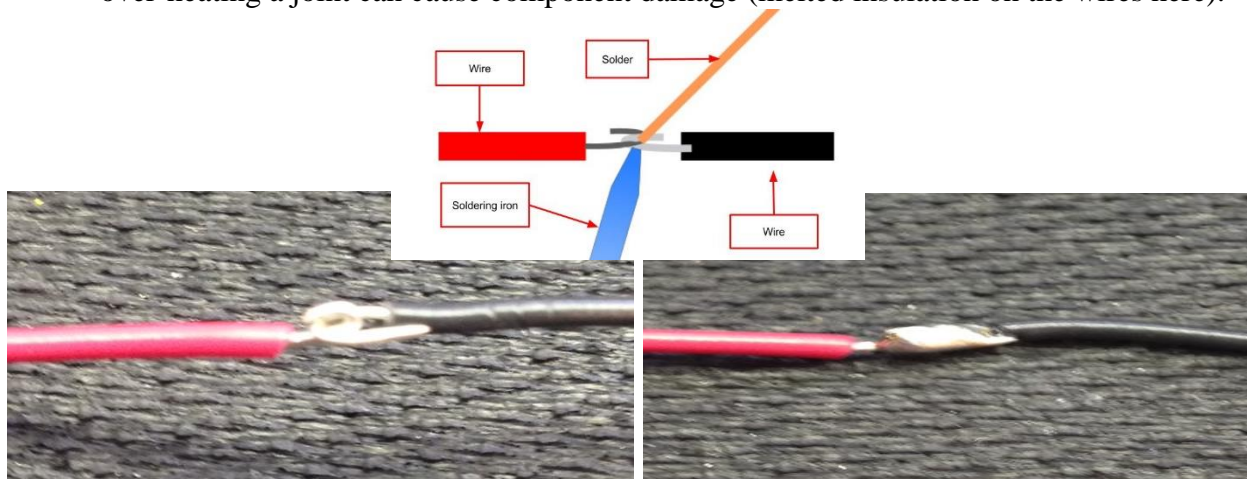 over-heating a joint can cause component damage (melted insulation on the wires here).
Solder
Wire
Soldering iron
Wire